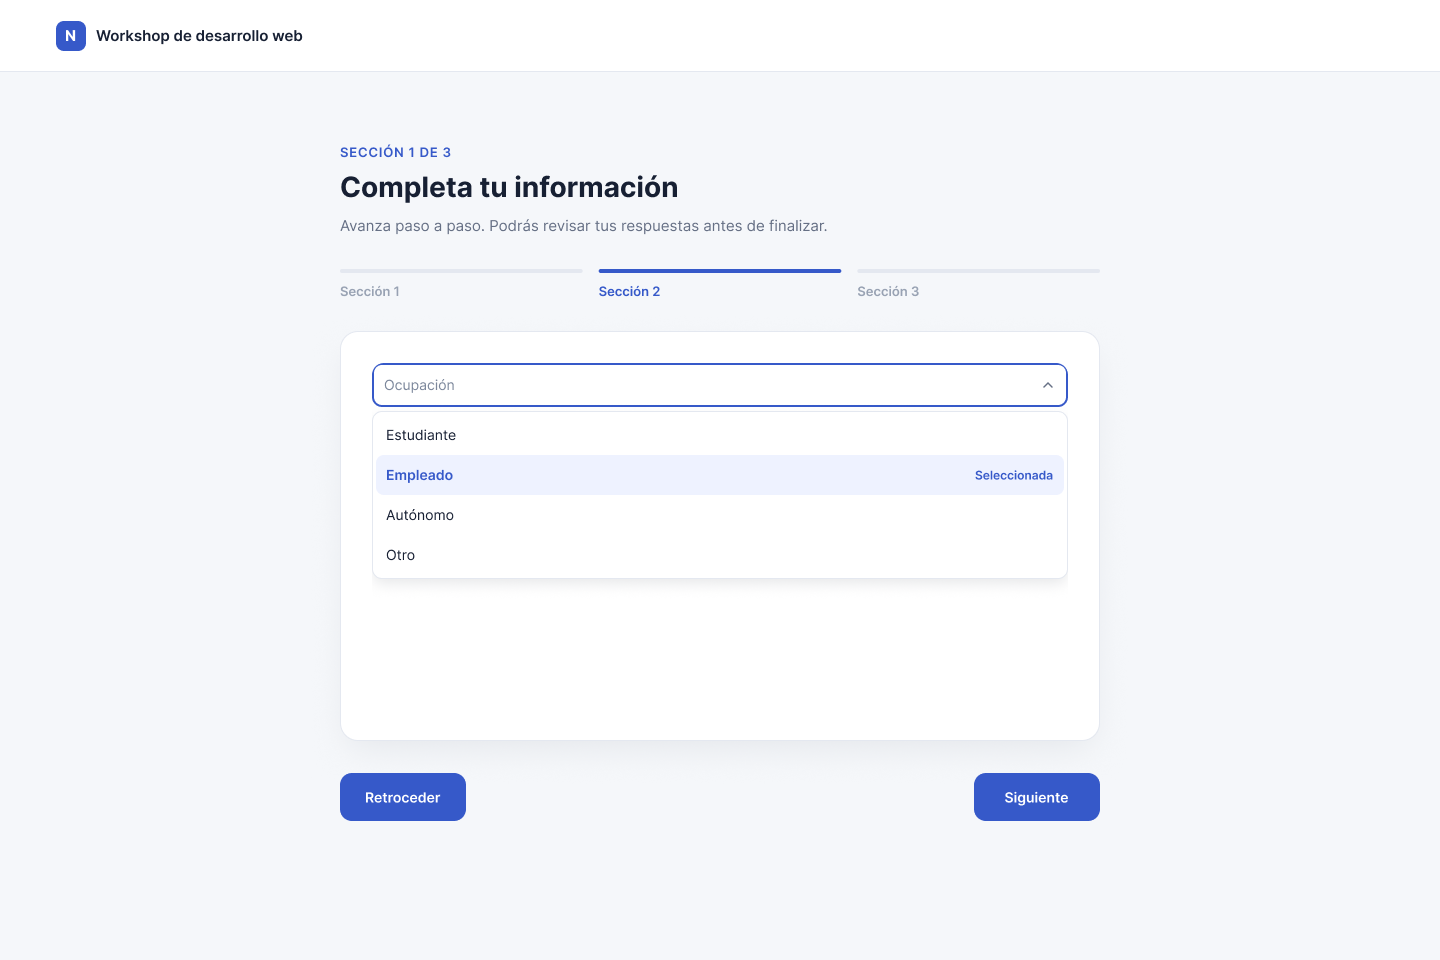 N Workshop de desarrollo web
SECCIÓN 1 DE 3
Completa tu información
Avanza paso a paso. Podrás revisar tus respuestas antes de finalizar.
Sección 1 Sección 2 Sección 3
Ocupación
Estudiante
Empleado Seleccionada
Autónomo
Otro
Retroceder Siguiente